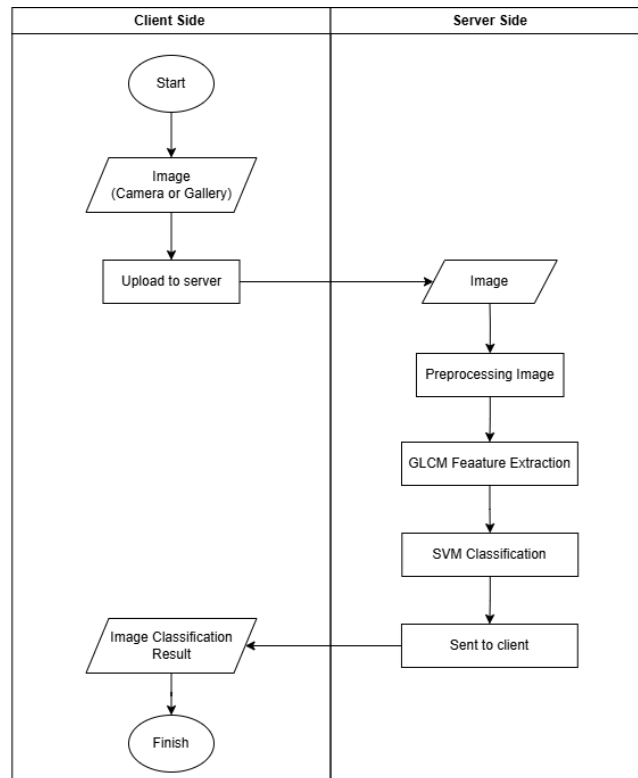 Client Side
Server Side
Start
Image
(Camera or Gallery)
Upload to server
Image
Preprocessing Image
GLCM Feaature Extraction
SVM Classification
Sent to client
Image Classification
Result
Finish